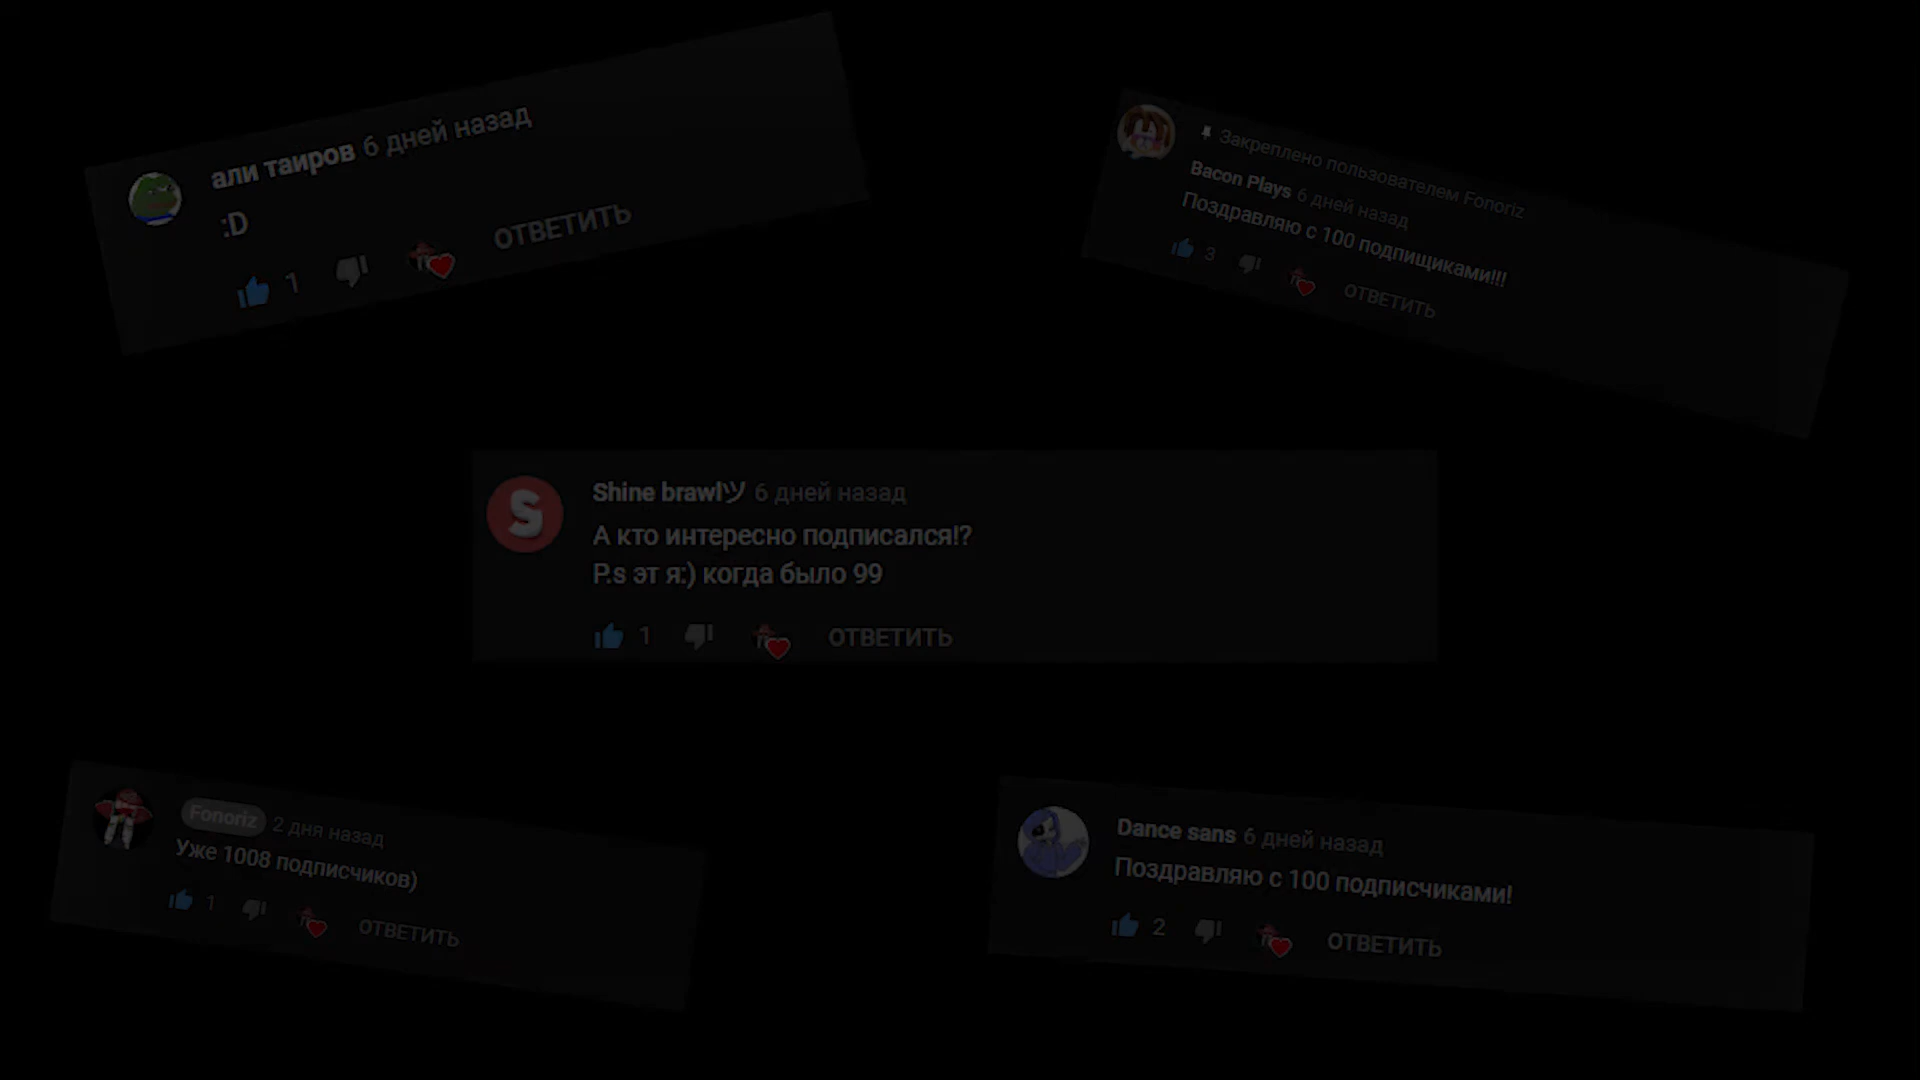 али таиров 6 дней назад
:D
1 ОТВЕТИТЬ
Закреплено пользователем Fonoriz
Bacon Plays 6 дней назад
Поздравляю с 100 подпищиками!!!
3 ОТВЕТИТЬ
S
Shine brawlツ 6 дней назад
А кто интересно подписался!?
P.s эт я:) когда было 99
1 ОТВЕТИТЬ
Fonoriz 2 дня назад
Уже 1008 подписчиков)
1 ОТВЕТИТЬ
Dance sans 6 дней назад
Поздравляю с 100 подписчиками!
2 ОТВЕТИТЬ